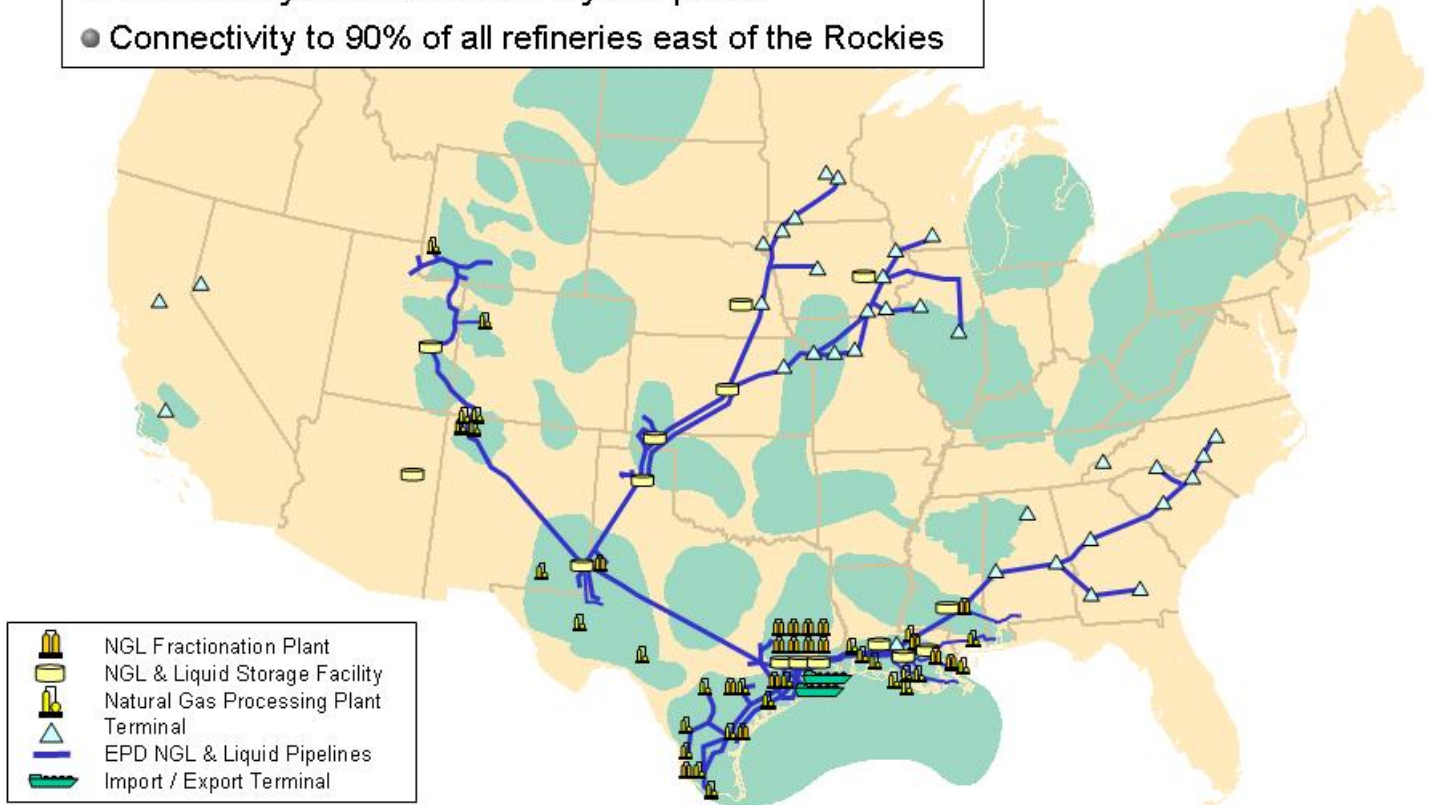 Connectivity to 90% of all refineries east of the Rockies
NGL Fractionation Plant
NGL & Liquid Storage Facility
Natural Gas Processing Plant
Terminal
EPD NGL & Liquid Pipelines
Import / Export Terminal